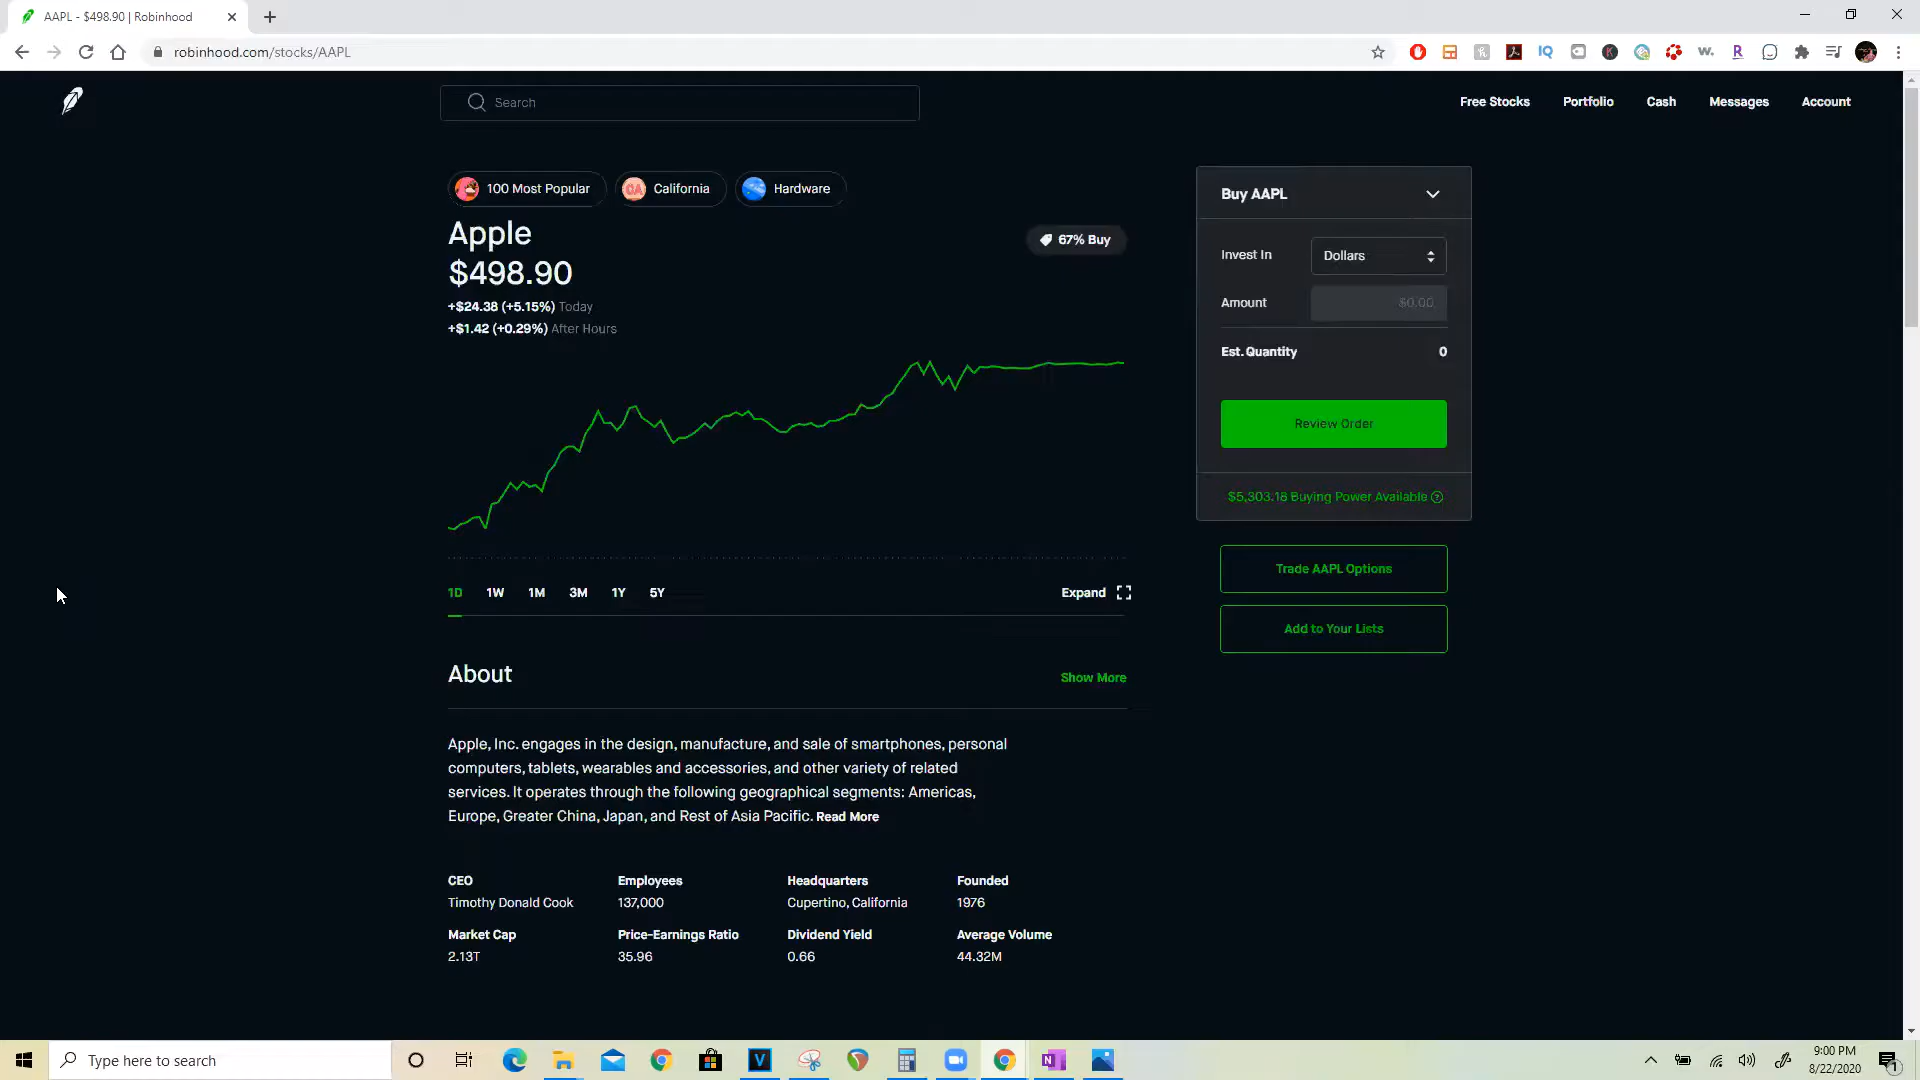 AAPL - $498.90 | Robinhood
robinhood.com/stocks/AAPL
Search
Free Stocks Portfolio Cash Messages Account
100 Most Popular
CA California
Hardware
Apple
$498.90
67% Buy
+$24.38 (+5.15%) Today
+$1.42 (+0.29%) After Hours
1D 1W 1M 3M 1Y 5Y
Expand
Buy AAPL
Invest In Dollars
Amount $0.00
Est. Quantity 0
Review Order
$5,303.18 Buying Power Available
Trade AAPL Options
Add to Your Lists
About
Show More
Apple, Inc. engages in the design, manufacture, and sale of smartphones, personal
computers, tablets, wearables and accessories, and other variety of related
services. It operates through the following geographical segments: Americas,
Europe, Greater China, Japan, and Rest of Asia Pacific. Read More
CEO Employees Headquarters Founded
Timothy Donald Cook 137,000 Cupertino, California 1976
Market Cap Price-Earnings Ratio Dividend Yield Average Volume
2.13T 35.96 0.66 44.32M
Type here to search
9:00 PM
8/22/2020